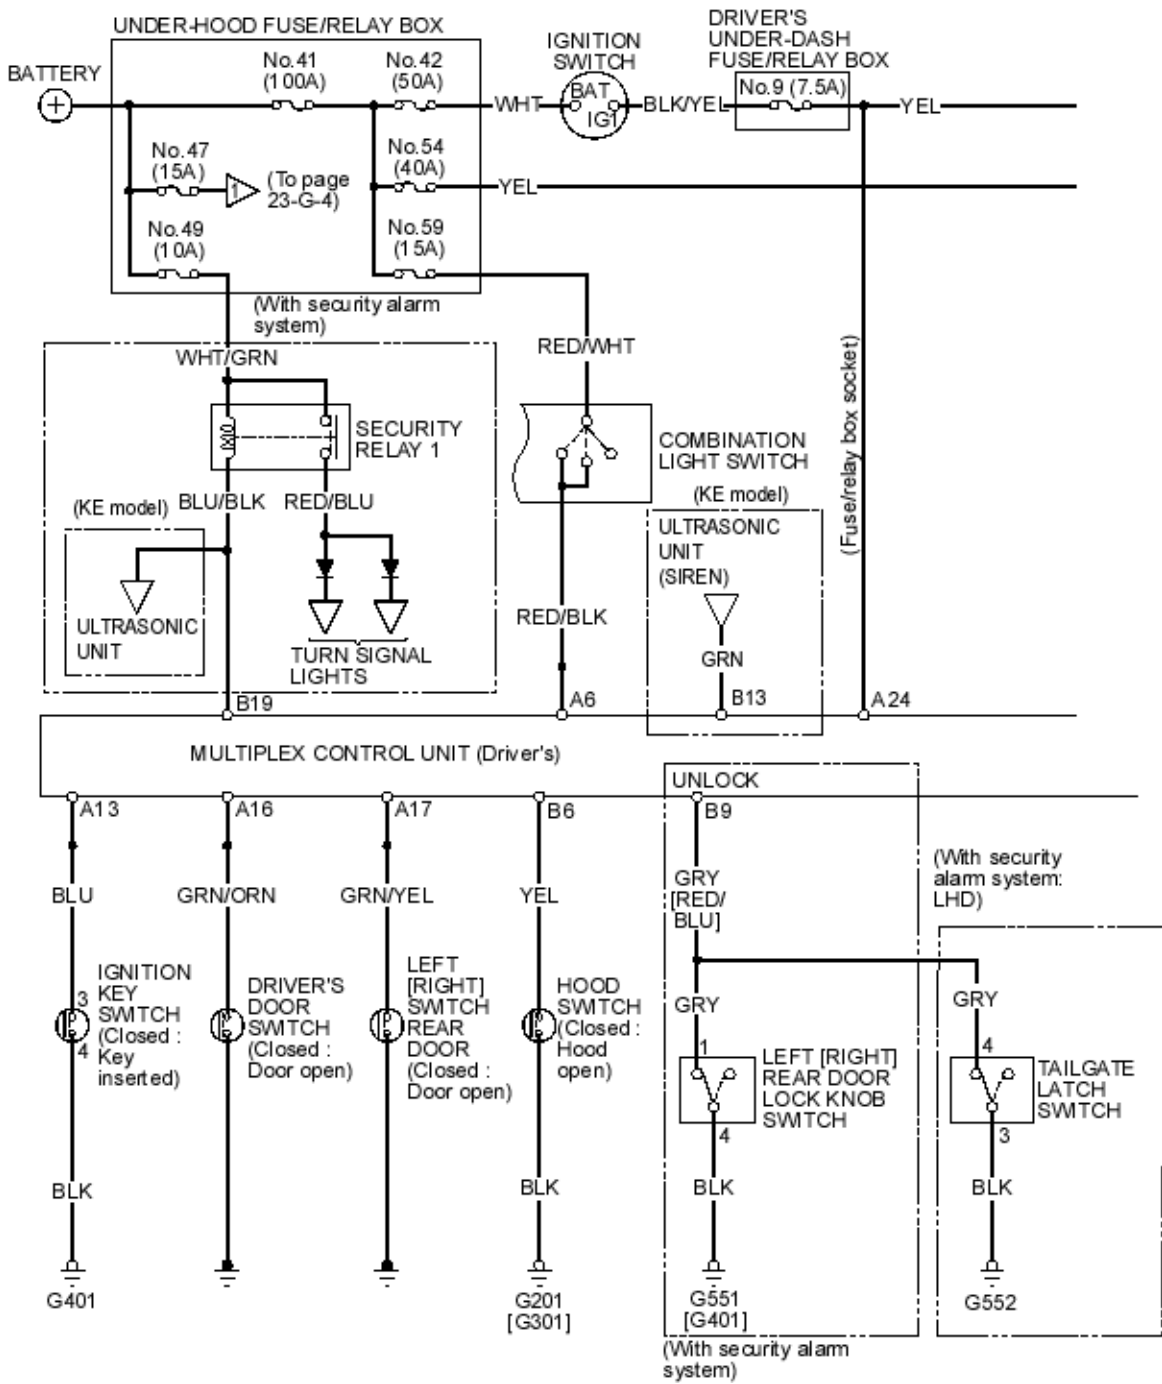 UNDER-HOOD FUSE/RELAY BOX
BATTERY
+
No.41
(100A)
No.42
(50A)
WHT
IGNITION
SWITCH
BAT
IG1
BLK/YEL
DRIVER'S
UNDER-DASH
FUSE/RELAY BOX
No.9 (7.5A)
YEL
No.47
(15A)
1
(To page
23-G-4)
No.54
(40A)
YEL
No.49
(10A)
No.59
(15A)
(With security alarm
system)
WHT/GRN
RED/WHT
(Fuse/relay box socket)
SECURITY
RELAY 1
COMBINATION
LIGHT SWITCH
BLU/BLK
RED/BLU
(KE model)
ULTRASONIC
UNIT
TURN SIGNAL
LIGHTS
RED/BLK
(KE model)
ULTRASONIC
UNIT
(SIREN)
GRN
B19
A6
B13
A24
MULTIPLEX CONTROL UNIT (Driver's)
UNLOCK
A13
A16
A17
B6
B9
BLU
GRN/ORN
GRN/YEL
YEL
GRY
[RED/
BLU]
(With security
alarm system:
LHD)
3
4
IGNITION
KEY
SWITCH
(Closed :
Key
inserted)
DRIVER'S
DOOR
SWITCH
(Closed :
Door open)
LEFT
[RIGHT]
SWITCH
REAR
DOOR
(Closed :
Door open)
HOOD
SWITCH
(Closed :
Hood
open)
GRY
GRY
1
4
LEFT [RIGHT]
REAR DOOR
LOCK KNOB
SWITCH
4
3
TAILGATE
LATCH
SWITCH
BLK
BLK
BLK
BLK
G401
G201
[G301]
G551
[G401]
G552
(With security alarm
system)